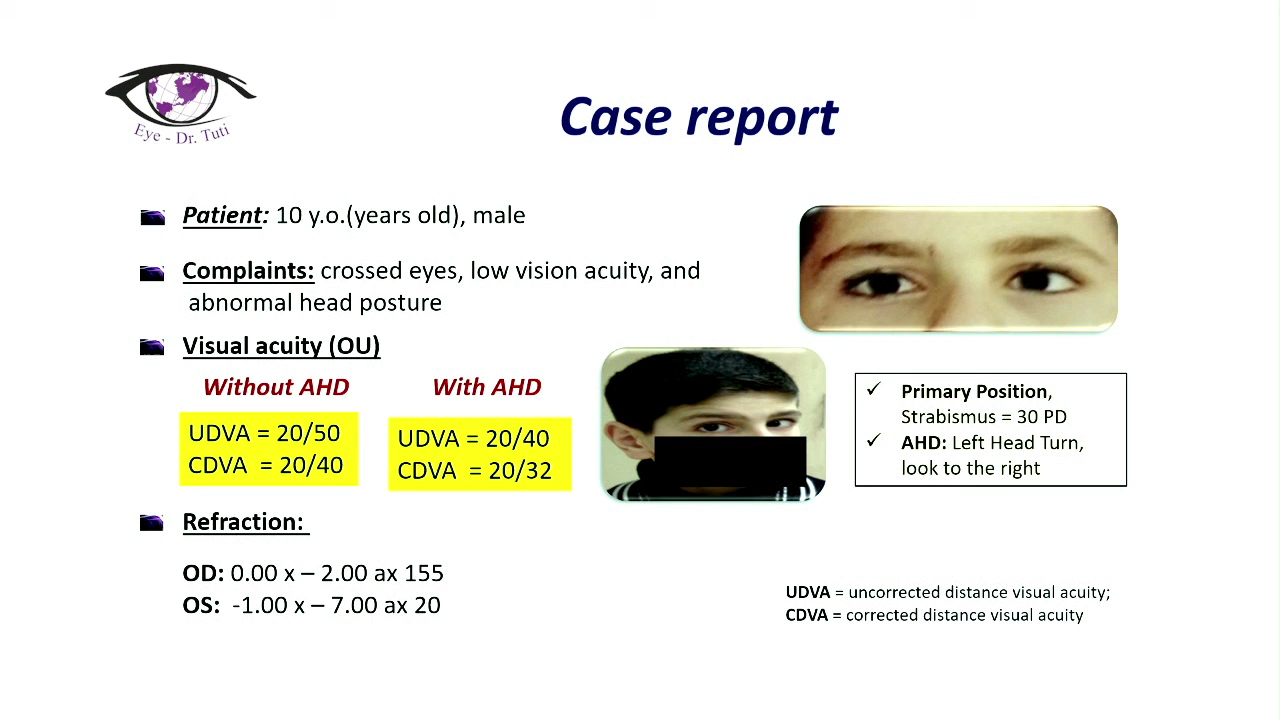 Eye - Dr. Tuti
Case report
Patient: 10 y.o.(years old), male
Complaints: crossed eyes, low vision acuity, and
abnormal head posture
Visual acuity (OU)
Without AHD
With AHD
UDVA = 20/50
CDVA = 20/40
UDVA = 20/40
CDVA = 20/32
✓ Primary Position,
Strabismus = 30 PD
✓ AHD: Left Head Turn,
look to the right
Refraction:
OD: 0.00 x – 2.00 ax 155
OS: -1.00 x – 7.00 ax 20
UDVA = uncorrected distance visual acuity;
CDVA = corrected distance visual acuity